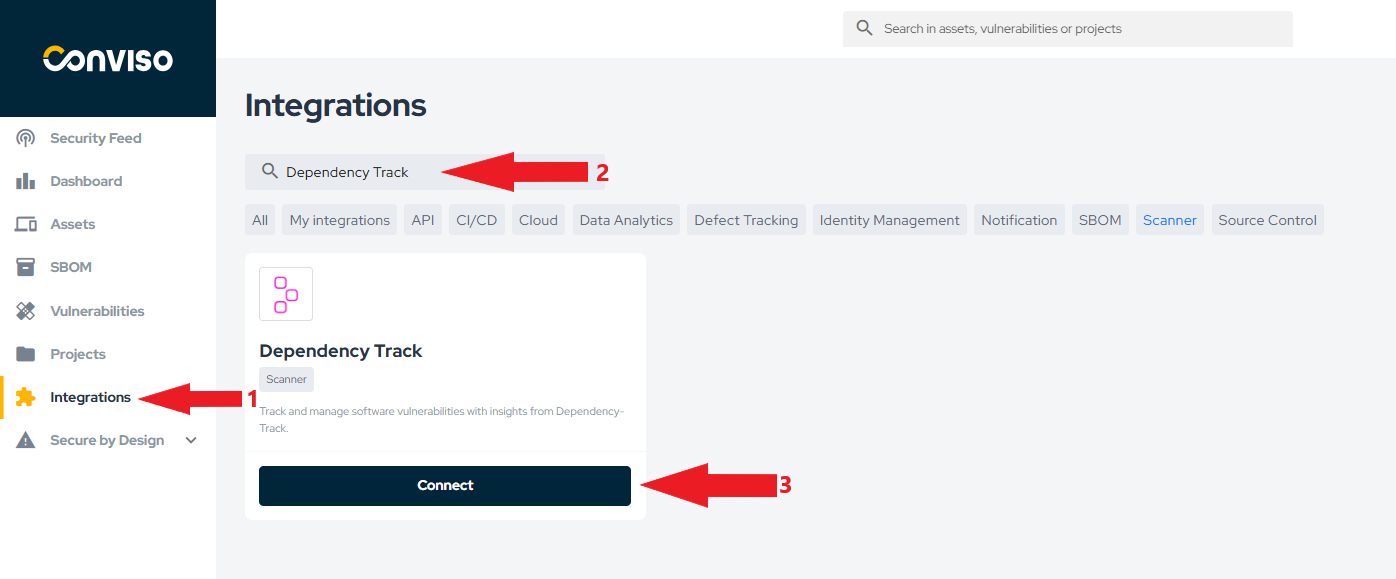 Conviso
Search in assets, vulnerabilities or projects
Security Feed
Dashboard
Assets
SBOM
Vulnerabilities
Projects
Integrations
1
Secure by Design
Integrations
Dependency Track
2
All My integrations API CI/CD Cloud Data Analytics Defect Tracking Identity Management Notification SBOM Scanner Source Control
Dependency Track
Scanner
Track and manage software vulnerabilities with insights from Dependency-
Track.
Connect
3